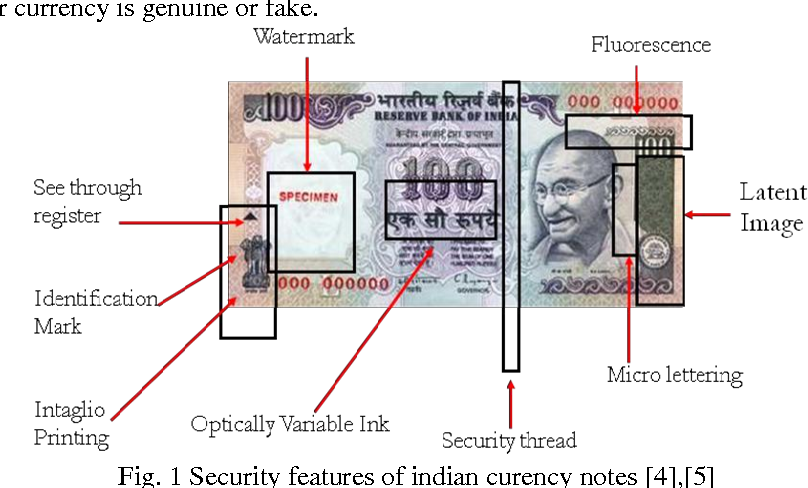 r currency is genuine or fake.
Watermark
Fluorescence
100
भारतीय रिज़र्व बैंक
RESERVE BANK OF INDIA
000 000000
100
100
SPECIMEN
एक सौ रुपये
See through
register
Latent
Image
Identification
Mark
000 000000
GOVERNOR
Micro lettering
Intaglio
Printing
Optically Variable Ink
Security thread
Fig. 1 Security features of indian curency notes [4],[5]